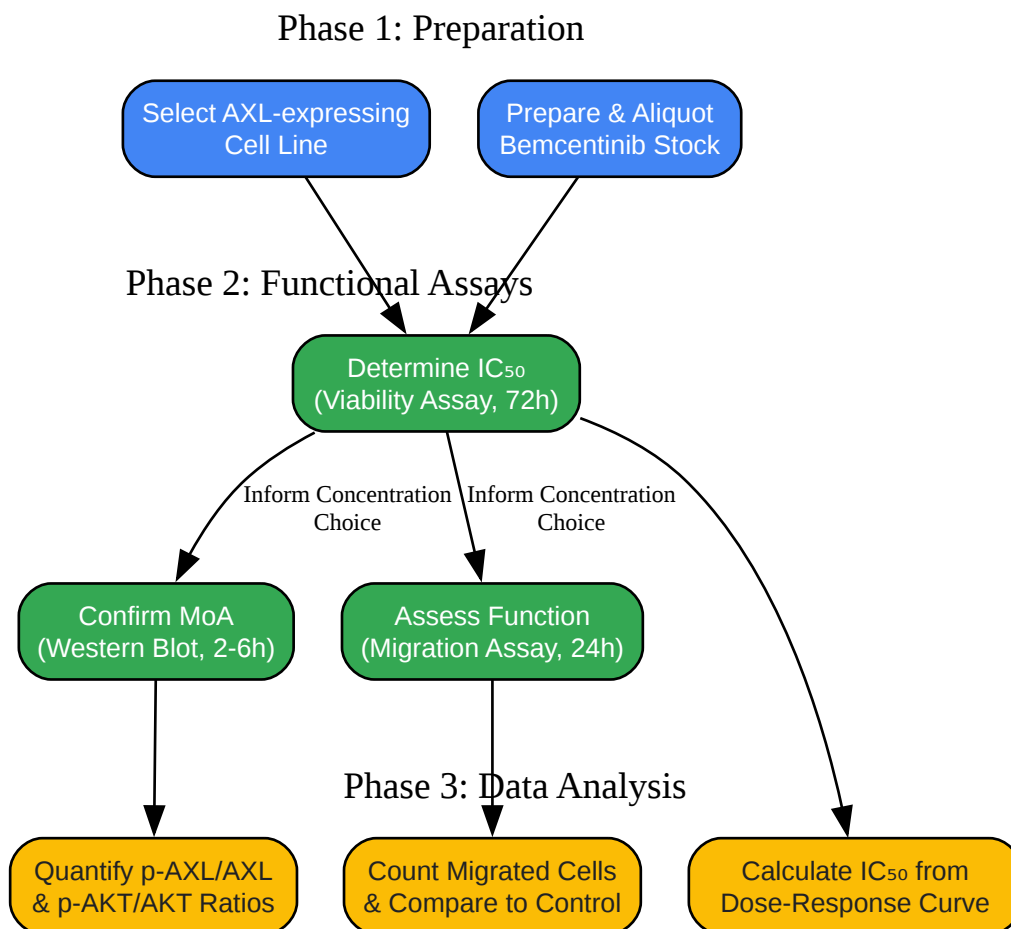 Phase 1: Preparation
Select AXL-expressing
Cell Line
Prepare & Aliquot
Bemcentinib Stock
Phase 2: Functional Assays
Determine IC₅₀
(Viability Assay, 72h)
Inform Concentration
Choice
Inform Concentration
Choice
Confirm MoA
(Western Blot, 2-6h)
Assess Function
(Migration Assay, 24h)
Phase 3: Data Analysis
Quantify p-AXL/AXL
& p-AKT/AKT Ratios
Count Migrated Cells
& Compare to Control
Calculate IC₅₀ from
Dose-Response Curve